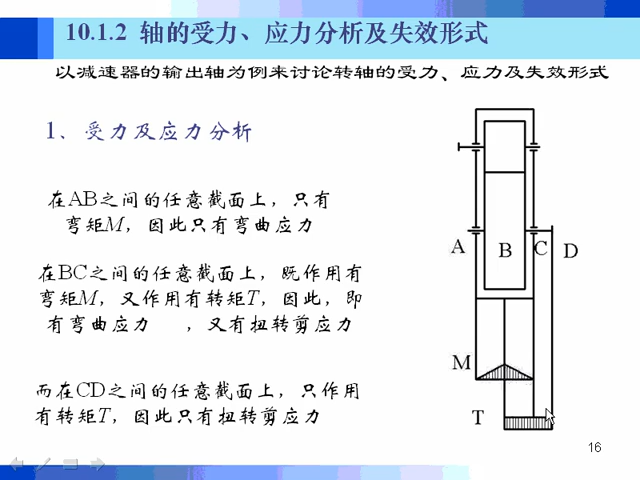 10.1.2 轴的受力、应力分析及失效形式
以减速器的输出轴为例来讨论转轴的受力、应力及失效形式
1. 受力及应力分析
在AB之间的任意截面上，只有
弯矩M，因此只有弯曲应力
在BC之间的任意截面上，既作用有
弯矩M，又作用有转矩T，因此，即
有弯曲应力 ，又有扭转剪应力
而在CD之间的任意截面上，只作用
有转矩T，因此只有扭转剪应力
A B C D
M
T
16